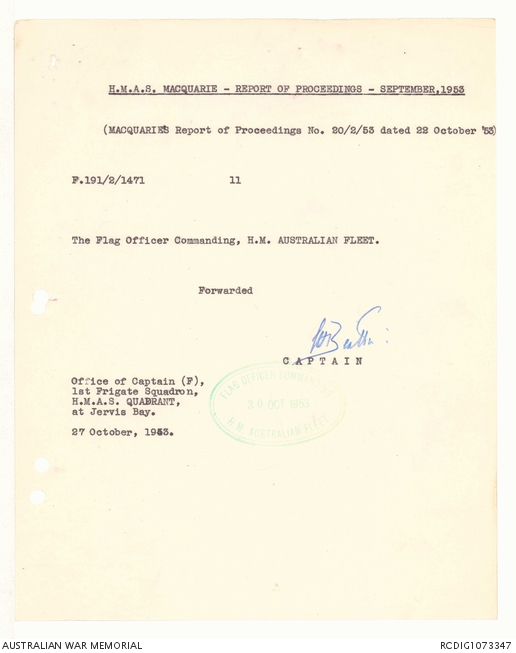 H.M.A.S. MACQUARIE - REPORT OF PROCEEDINGS - SEPTEMBER,1953
(MACQUARIE'S Report of Proceedings No. 20/2/53 dated 22 October '53)
F.191/2/1471 11
The Flag Officer Commanding, H.M. AUSTRALIAN FLEET.
Forwarded
CAPTAIN
Office of Captain (F),
1st Frigate Squadron,
H.M.A.S. QUADRANT,
at Jervis Bay.
27 October, 1953.
FLAG OFFICER COMMANDING
30 OCT 1953
H.M. AUSTRALIAN FLEET
AUSTRALIAN WAR MEMORIAL RCDIG1073347